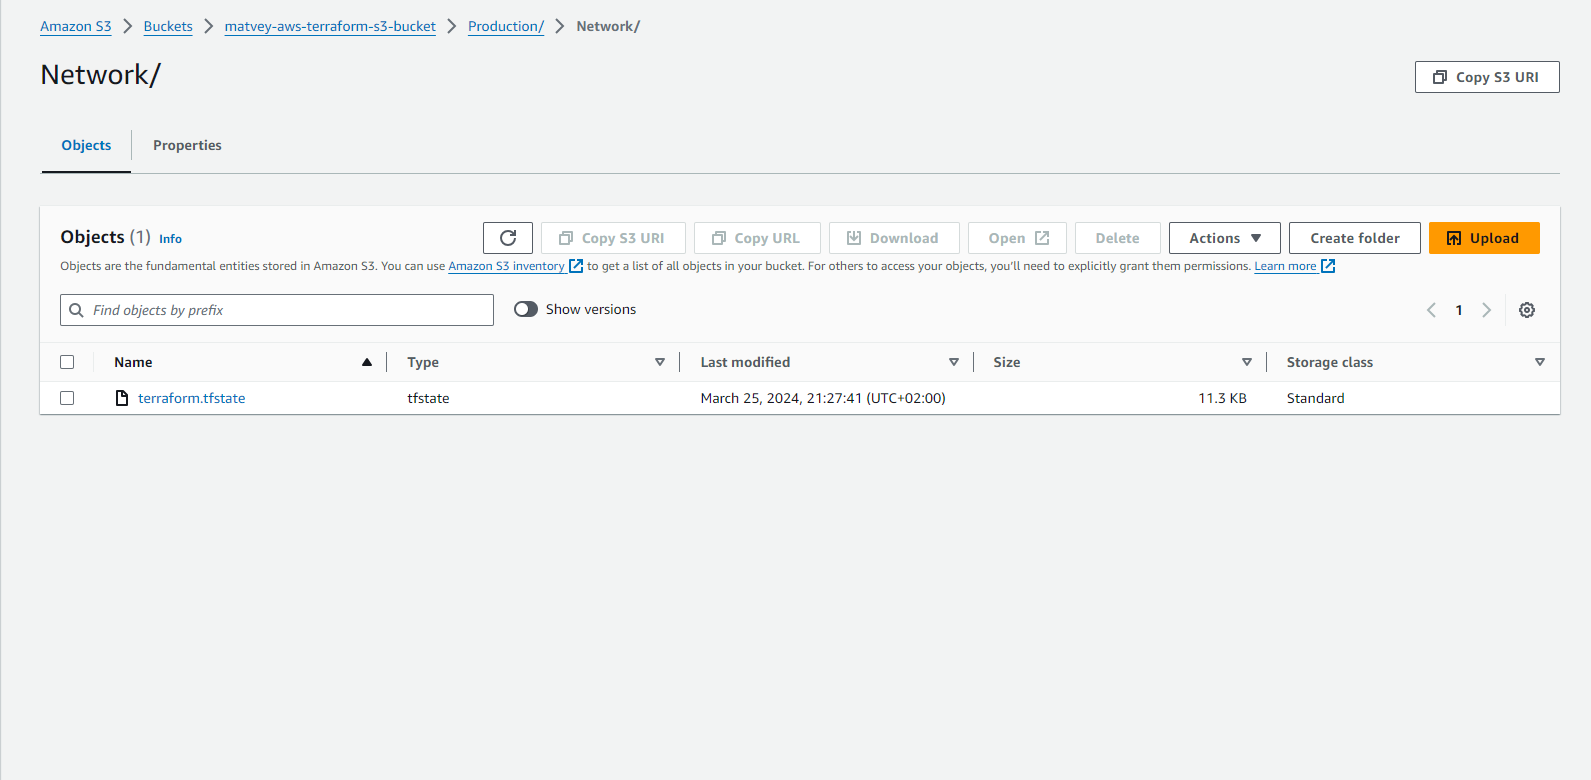 Amazon S3 > Buckets > matvey-aws-terraform-s3-bucket > Production/ > Network/
Network/
Copy S3 URI
Objects Properties
Objects (1) Info
Copy S3 URI Copy URL Download Open Delete Actions Create folder Upload
Objects are the fundamental entities stored in Amazon S3. You can use Amazon S3 inventory to get a list of all objects in your bucket. For others to access your objects, you'll need to explicitly grant them permissions. Learn more
Find objects by prefix Show versions 1
Name Type Last modified Size Storage class
terraform.tfstate tfstate March 25, 2024, 21:27:41 (UTC+02:00) 11.3 KB Standard